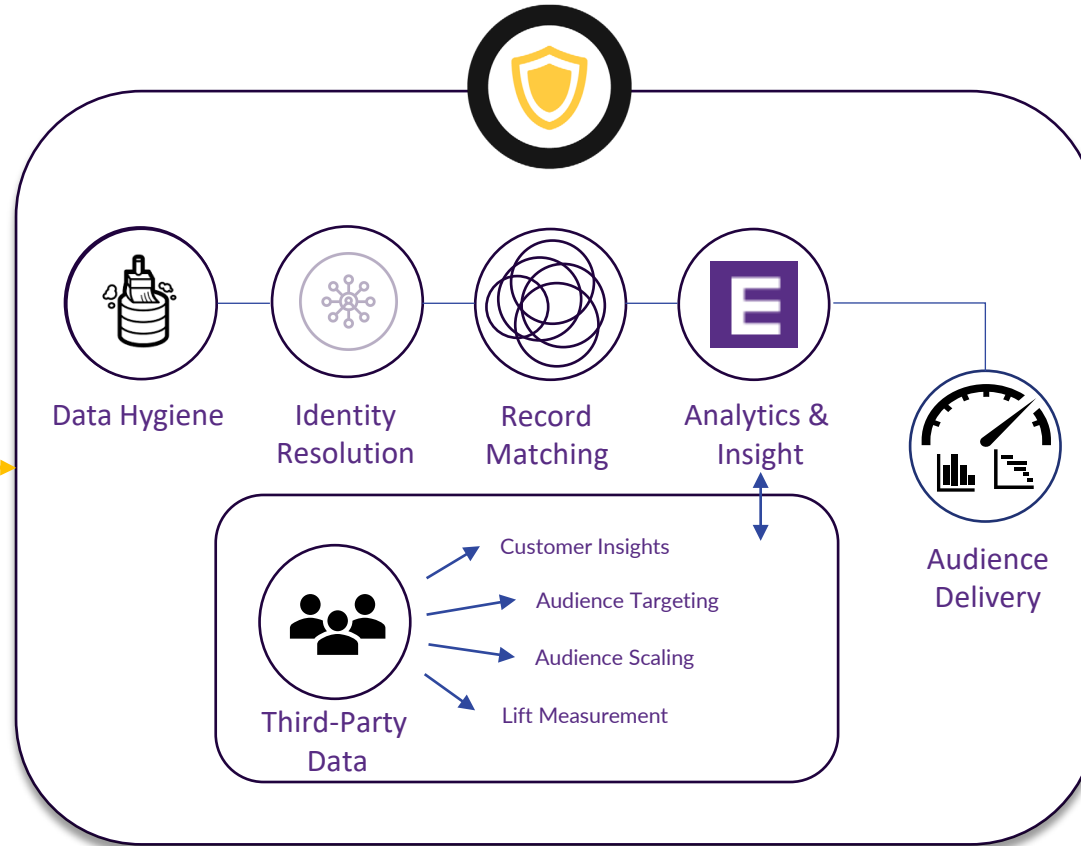 E
Data Hygiene
Identity
Resolution
Record
Matching
Analytics &
Insight
Audience
Delivery
Third-Party
Data
Customer Insights
Audience Targeting
Audience Scaling
Lift Measurement